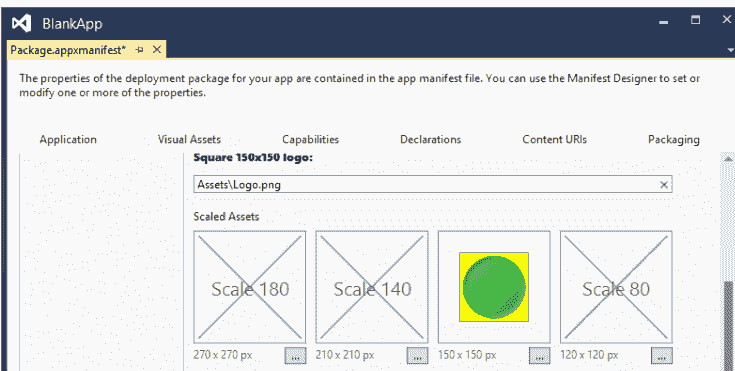 BlankApp
Package.appxmanifest*
The properties of the deployment package for your app are contained in the app manifest file. You can use the Manifest Designer to set or
modify one or more of the properties.
Application Visual Assets Capabilities Declarations Content URIs Packaging
Square 150x150 logo:
Assets\Logo.png
Scaled Assets
Scale 180 Scale 140 Scale 80
270 x 270 px ... 210 x 210 px ... 150 x 150 px ... 120 x 120 px ...